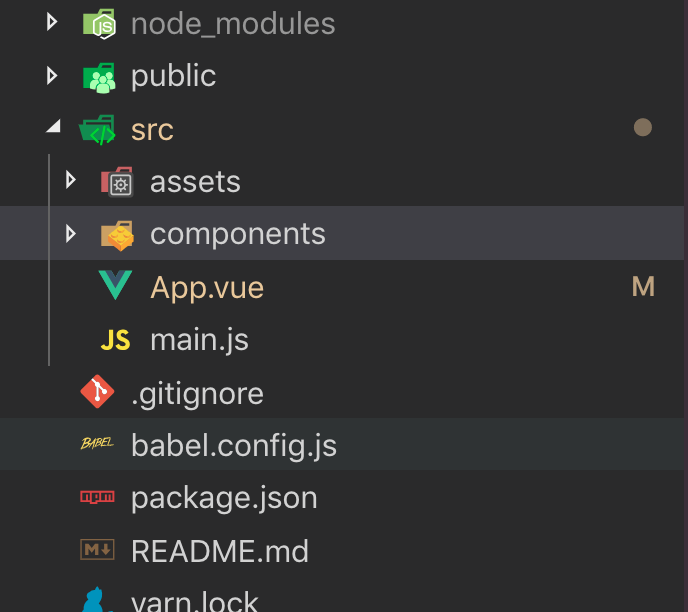 JS node_modules
public
src
assets
components
App.vue M
JS main.js
.gitignore
BABEL babel.config.js
package.json
M README.md
yarn.lock